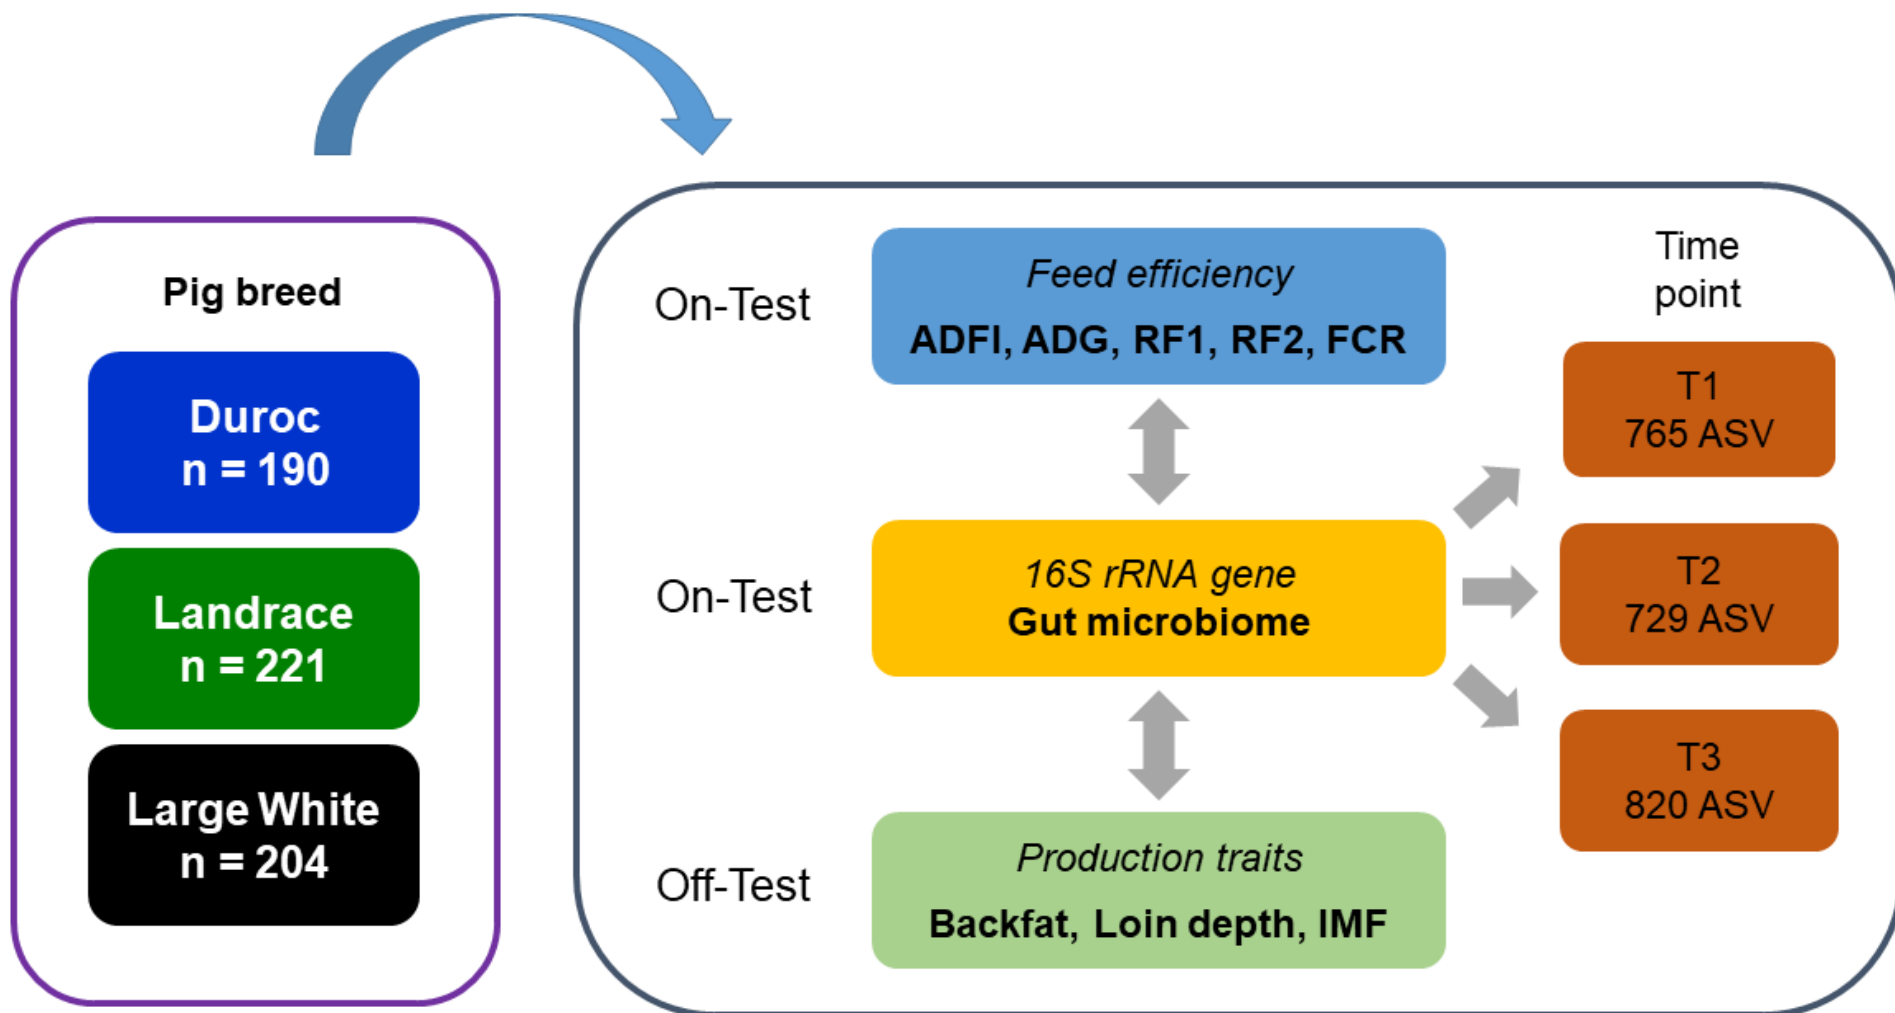 Pig breed
Duroc
n = 190
Landrace
n = 221
Large White
n = 204
On-Test
Feed efficiency
ADFI, ADG, RF1, RF2, FCR
On-Test
16S rRNA gene
Gut microbiome
Off-Test
Production traits
Backfat, Loin depth, IMF
Time
point
T1
765 ASV
T2
729 ASV
T3
820 ASV